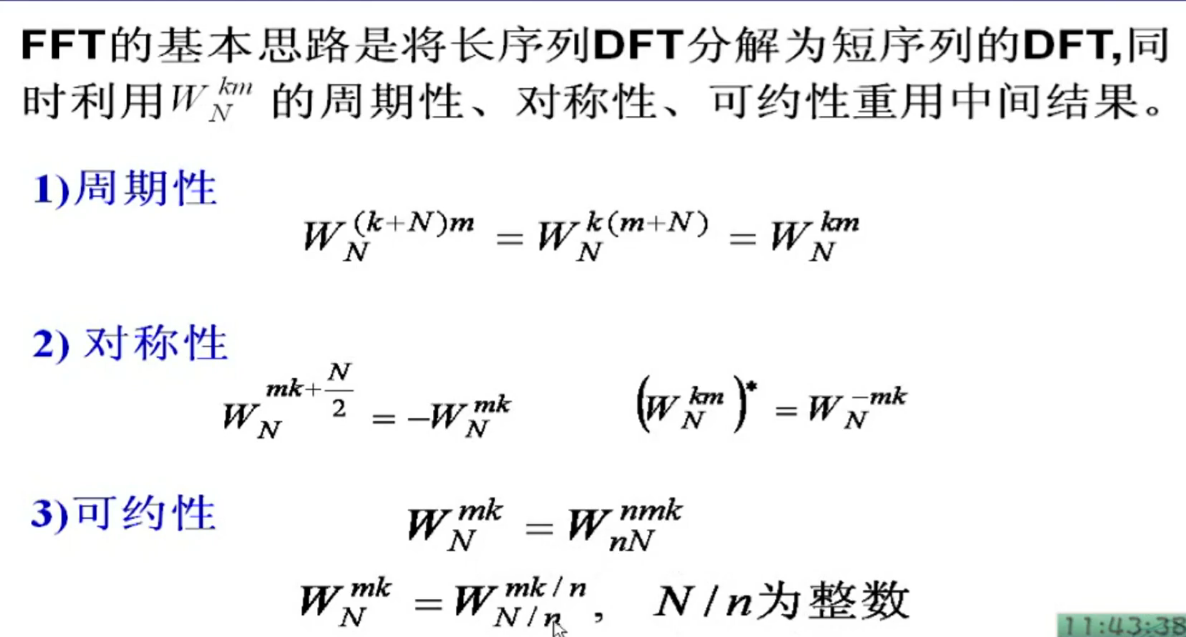 FFT的基本思路是将长序列DFT分解为短序列的DFT,同
时利用W_N^{km} 的周期性、对称性、可约性重用中间结果。
1)周期性
W_N^{(k+N)m} = W_N^{k(m+N)} = W_N^{km}
2) 对称性
W_N^{mk+\frac{N}{2}} = -W_N^{mk} (W_N^{km})^* = W_N^{-mk}
3)可约性
W_N^{mk} = W_{nN}^{nmk}
W_N^{mk} = W_{N/n}^{mk/n}, N/n为整数
11:43:38